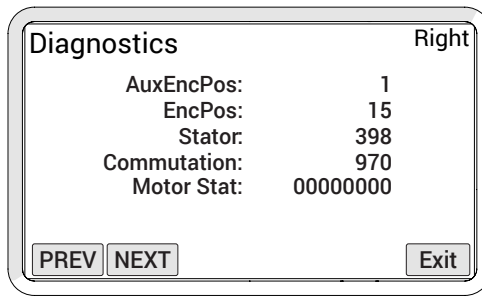 Diagnostics Right
AuxEncPos: 1
EncPos: 15
Stator: 398
Commutation: 970
Motor Stat: 00000000
PREV NEXT Exit